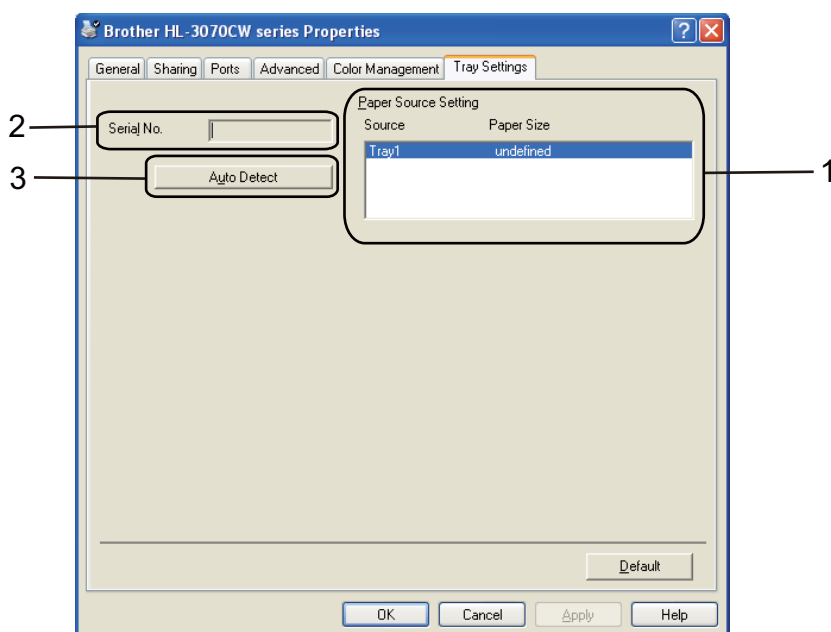 Brother HL-3070CW series Properties
General Sharing Ports Advanced Color Management Tray Settings
2
Serial No.
3
Auto Detect
Paper Source Setting
Source Paper Size
Tray1 undefined
1
Default
OK Cancel Apply Help